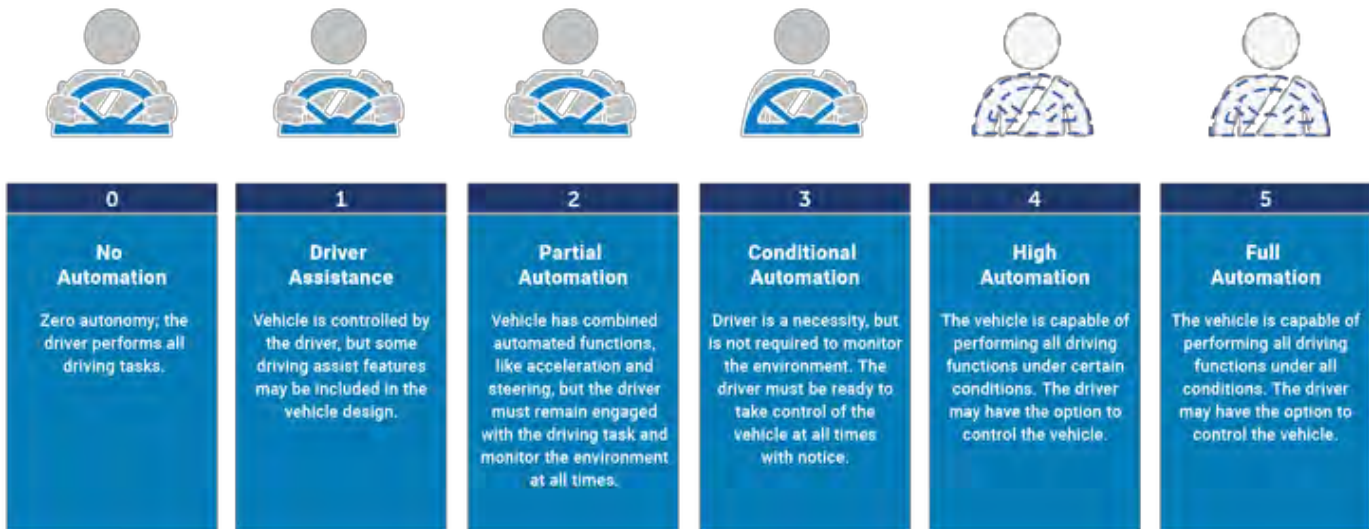 0
No
Automation
Zero autonomy; the
driver performs all
driving tasks.
1
Driver
Assistance
Vehicle is controlled by
the driver, but some
driving assist features
may be included in the
vehicle design.
2
Partial
Automation
Vehicle has combined
automated functions,
like acceleration and
steering, but the driver
must remain engaged
with the driving task and
monitor the environment
at all times.
3
Conditional
Automation
Driver is a necessity, but
is not required to monitor
the environment. The
driver must be ready to
take control of the
vehicle at all times
with notice.
4
High
Automation
The vehicle is capable of
performing all driving
functions under certain
conditions. The driver
may have the option to
control the vehicle.
5
Full
Automation
The vehicle is capable of
performing all driving
functions under all
conditions. The driver
may have the option to
control the vehicle.